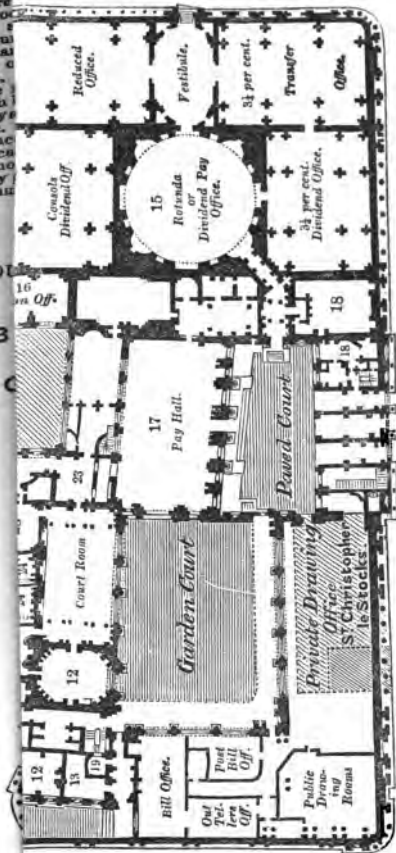 Reduced
Office.
Vestibule.
3½ per cent.
Transfer
Office.
Consols
Dividend Off.
15
Rotunda
or
Dividend Pay
Office.
3½ per cent.
Dividend Office.
16
Off.
18
18
17
Pay Hall.
Paved Court
23
Court Room
Garden Court
Private Drawing
Office
St Christopher
le Stocks.
12
12
13
19
Bill Office.
Post
Bill
Off.
Out Tel-
lers
Off.
Public
Draw-
ing
Rooms